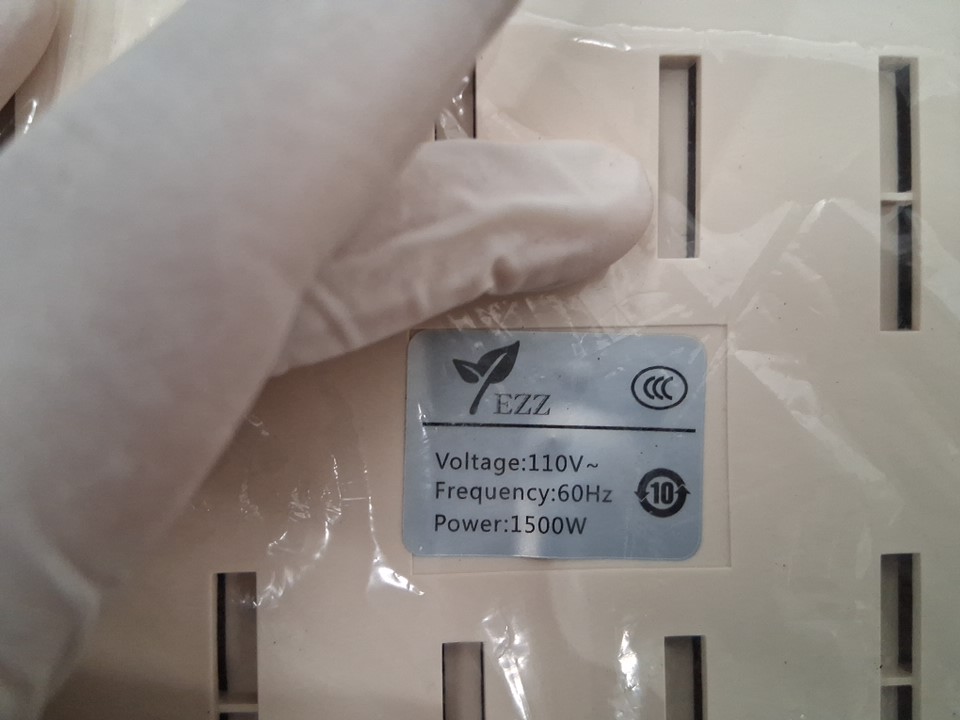 EZZ
CCC
Voltage:110V~
Frequency:60Hz
10
Power:1500W